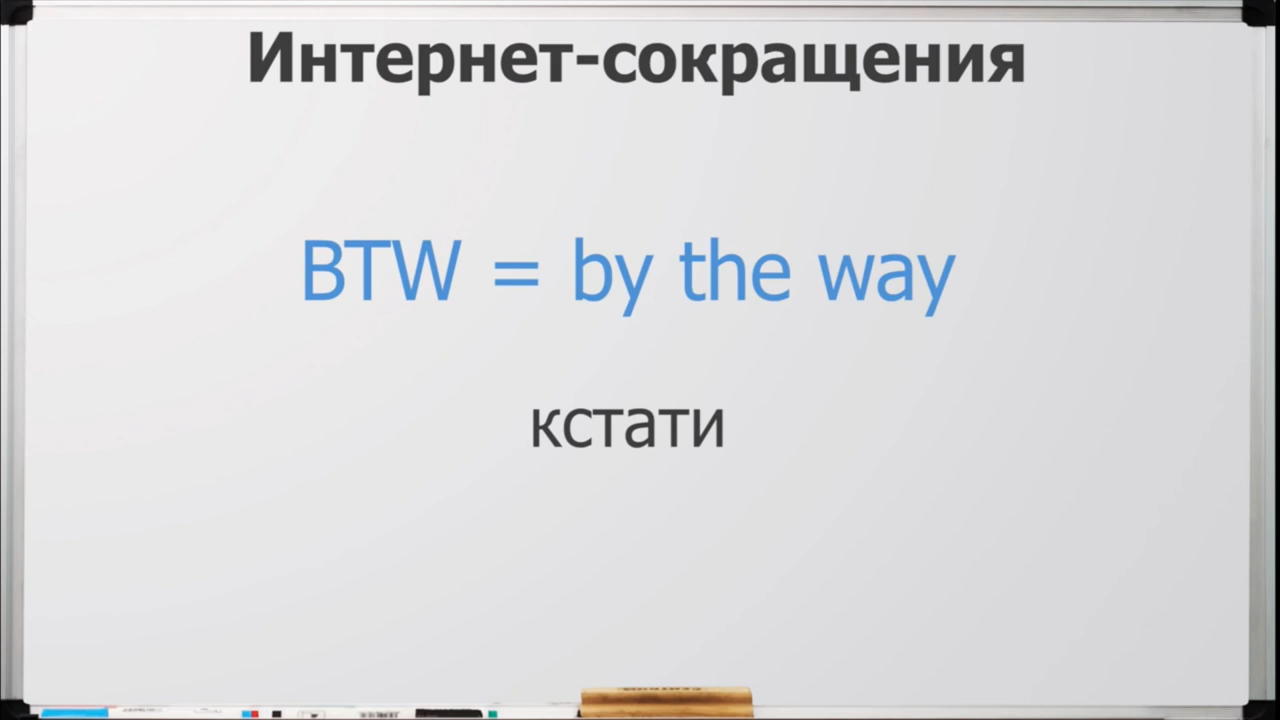 Интернет-сокращения
BTW = by the way
кстати